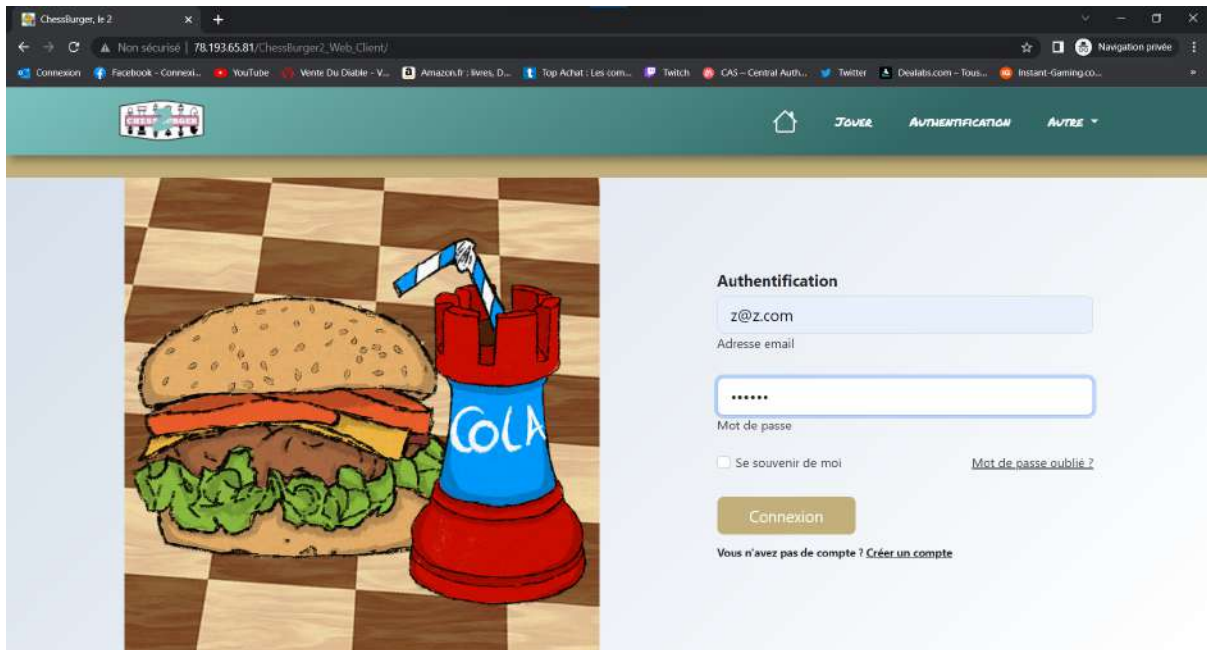 ChessBurger, le 2
Non sécurisé | 78.193.65.81/ChessBurger2_Web_Client/
Navigation privée
Connexion Facebook - Connexi... YouTube Vente Du Diable - V... Amazon.fr : livres, D... Top Achat : Les com... Twitch CAS – Central Auth... Twitter Dealabs.com – Tous... Instant-Gaming.co...
Jouer Authentification Autre
Authentification
z@z.com
Adresse email
••••••
Mot de passe
Se souvenir de moi Mot de passe oublié ?
Connexion
Vous n'avez pas de compte ? Créer un compte
COLA